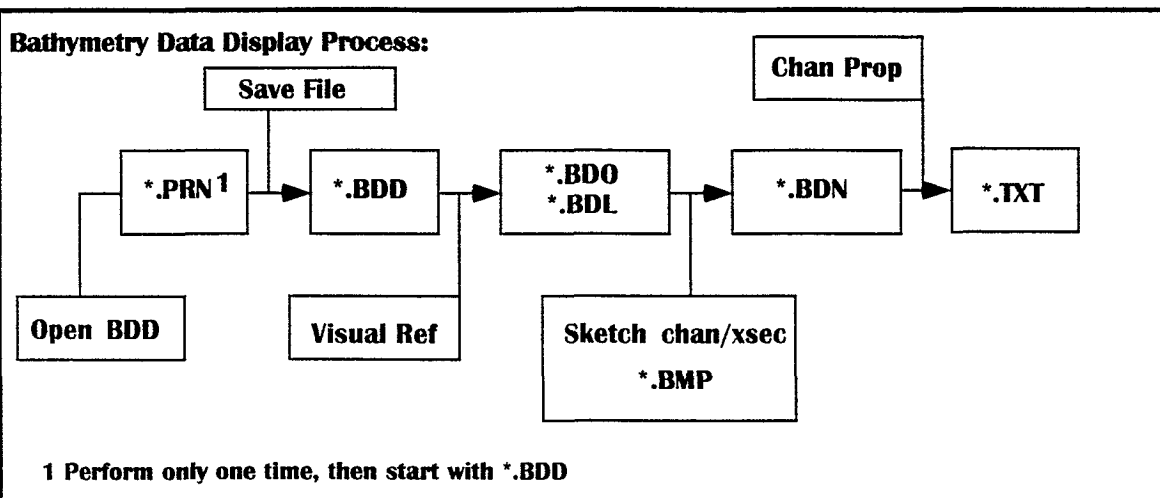 Bathymetry Data Display Process:
Save File
Chan Prop
*.PRN 1
*.BDD
*.BDO
*.BDL
*.BDN
*.TXT
Open BDD
Visual Ref
Sketch chan/xsec
*.BMP
1 Perform only one time, then start with *.BDD